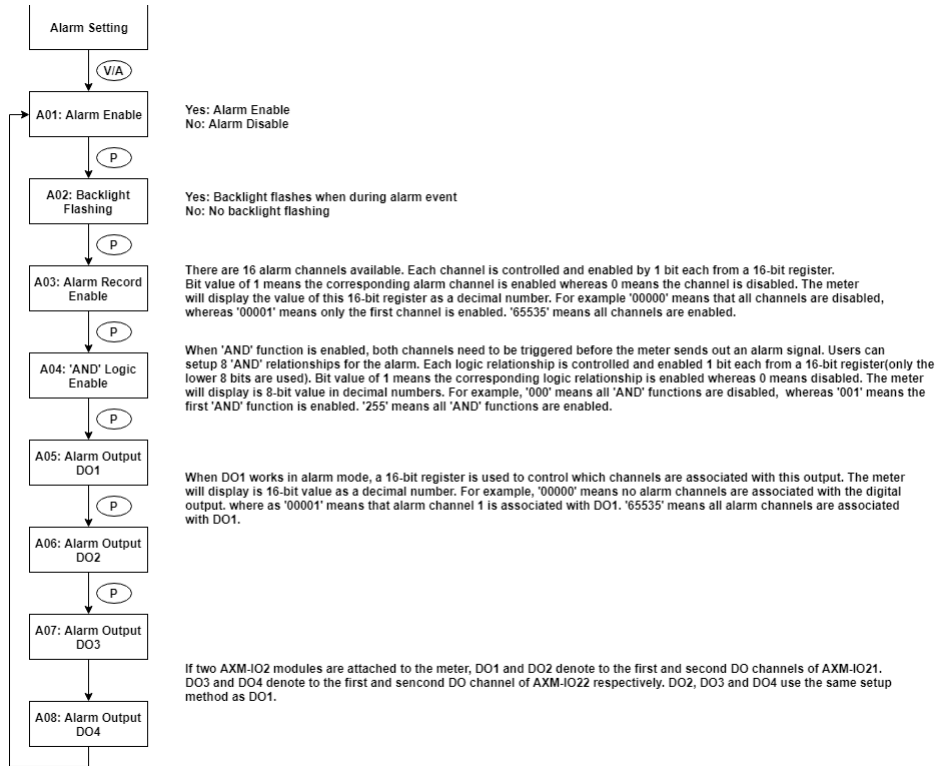 Alarm Setting
V/A
A01: Alarm Enable
Yes: Alarm Enable
No: Alarm Disable
P
A02: Backlight
Flashing
Yes: Backlight flashes when during alarm event
No: No backlight flashing
P
A03: Alarm Record
Enable
There are 16 alarm channels available. Each channel is controlled and enabled by 1 bit each from a 16-bit register.
Bit value of 1 means the corresponding alarm channel is enabled whereas 0 means the channel is disabled. The meter
will display the value of this 16-bit register as a decimal number. For example '00000' means that all channels are disabled,
whereas '00001' means only the first channel is enabled. '65535' means all channels are enabled.
P
A04: 'AND' Logic
Enable
When 'AND' function is enabled, both channels need to be triggered before the meter sends out an alarm signal. Users can
setup 8 'AND' relationships for the alarm. Each logic relationship is controlled and enabled 1 bit each from a 16-bit register(only the
lower 8 bits are used). Bit value of 1 means the corresponding logic relationship is enabled whereas 0 means disabled. The meter
will display is 8-bit value in decimal numbers. For example, '000' means all 'AND' functions are disabled, whereas '001' means the
first 'AND' function is enabled. '255' means all 'AND' functions are enabled.
P
A05: Alarm Output
DO1
When DO1 works in alarm mode, a 16-bit register is used to control which channels are associated with this output. The meter
will display is 16-bit value as a decimal number. For example, '00000' means no alarm channels are associated with the digital
output. where as '00001' means that alarm channel 1 is associated with DO1. '65535' means all alarm channels are associated
with DO1.
P
A06: Alarm Output
DO2
P
A07: Alarm Output
DO3
If two AXM-IO2 modules are attached to the meter, DO1 and DO2 denote to the first and second DO channels of AXM-IO21.
DO3 and DO4 denote to the first and sencond DO channel of AXM-IO22 respectively. DO2, DO3 and DO4 use the same setup
method as DO1.
A08: Alarm Output
DO4